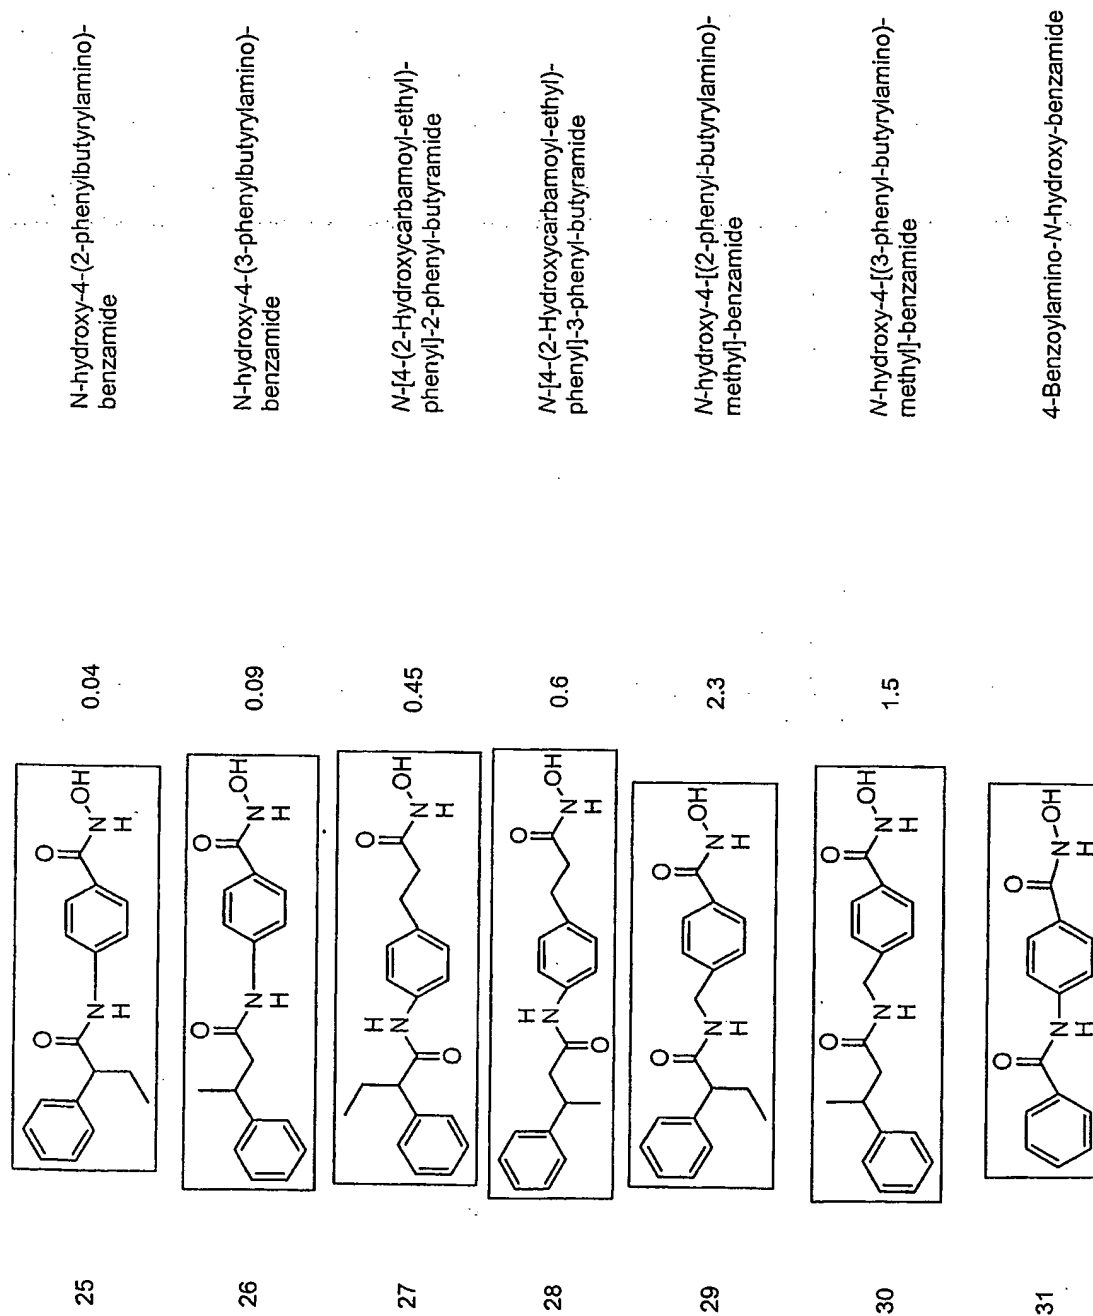 25
0.04
N-hydroxy-4-(2-phenylbutyrylamino)-
benzamide
26
0.09
N-hydroxy-4-(3-phenylbutyrylamino)-
benzamide
27
0.45
N-[4-(2-Hydroxycarbamoyl-ethyl)-
phenyl]-2-phenyl-butyramide
28
0.6
N-[4-(2-Hydroxycarbamoyl-ethyl)-
phenyl]-3-phenyl-butyramide
29
2.3
N-hydroxy-4-[(2-phenyl-butyrylamino)-
methyl]-benzamide
30
1.5
N-hydroxy-4-[(3-phenyl-butyrylamino)-
methyl]-benzamide
31
4-Benzoylamino-N-hydroxy-benzamide